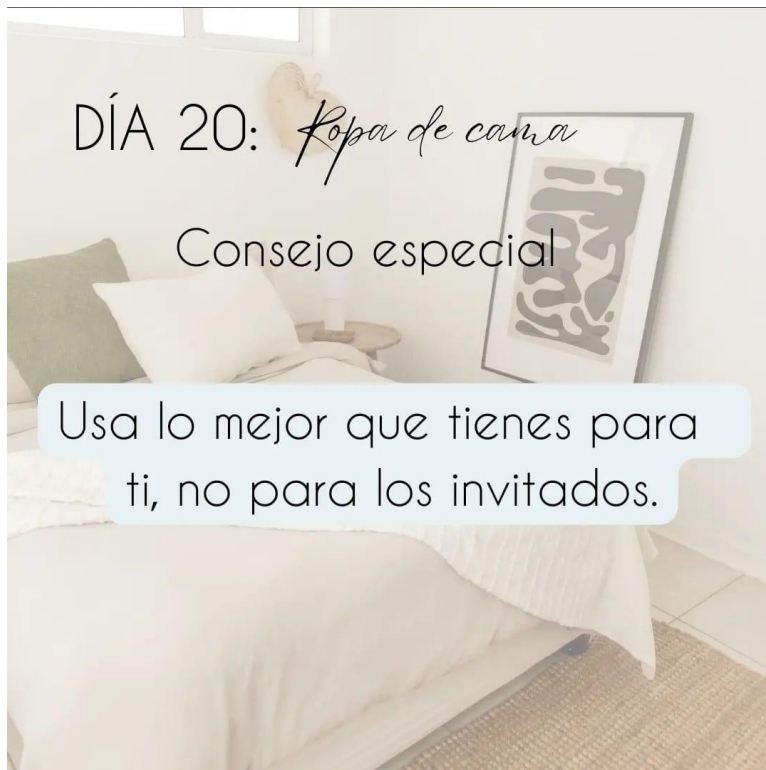 DÍA 20: Ropa de cama
Consejo especial
Usa lo mejor que tienes para
ti, no para los invitados.